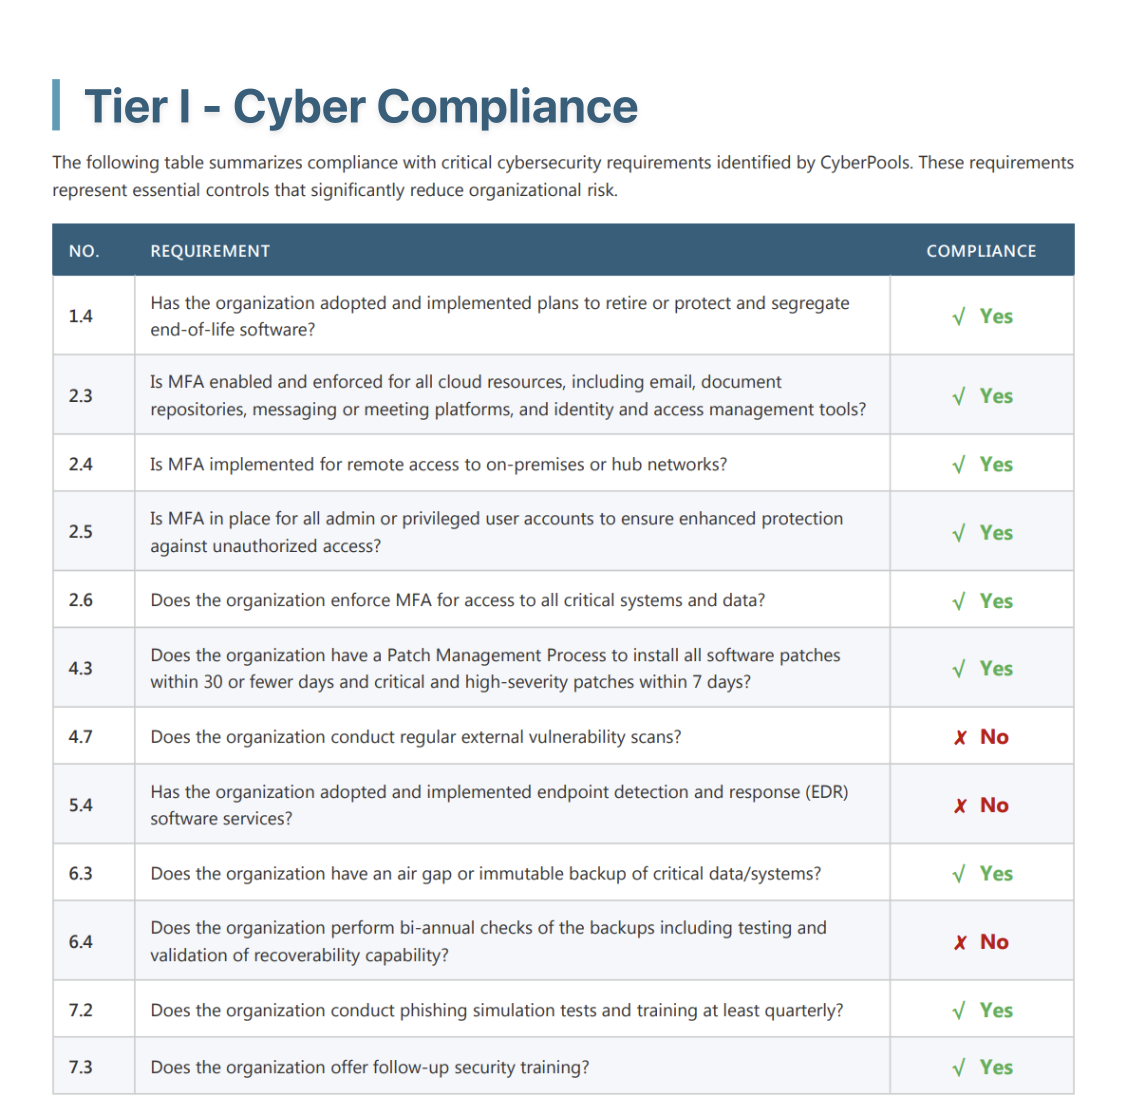 Tier I - Cyber Compliance
The following table summarizes compliance with critical cybersecurity requirements identified by CyberPools. These requirements
represent essential controls that significantly reduce organizational risk.
NO. REQUIREMENT COMPLIANCE
1.4 Has the organization adopted and implemented plans to retire or protect and segregate
end-of-life software? √ Yes
2.3 Is MFA enabled and enforced for all cloud resources, including email, document
repositories, messaging or meeting platforms, and identity and access management tools? √ Yes
2.4 Is MFA implemented for remote access to on-premises or hub networks? √ Yes
2.5 Is MFA in place for all admin or privileged user accounts to ensure enhanced protection
against unauthorized access? √ Yes
2.6 Does the organization enforce MFA for access to all critical systems and data? √ Yes
4.3 Does the organization have a Patch Management Process to install all software patches
within 30 or fewer days and critical and high-severity patches within 7 days? √ Yes
4.7 Does the organization conduct regular external vulnerability scans? ✗ No
5.4 Has the organization adopted and implemented endpoint detection and response (EDR)
software services? ✗ No
6.3 Does the organization have an air gap or immutable backup of critical data/systems? √ Yes
6.4 Does the organization perform bi-annual checks of the backups including testing and
validation of recoverability capability? ✗ No
7.2 Does the organization conduct phishing simulation tests and training at least quarterly? √ Yes
7.3 Does the organization offer follow-up security training? √ Yes